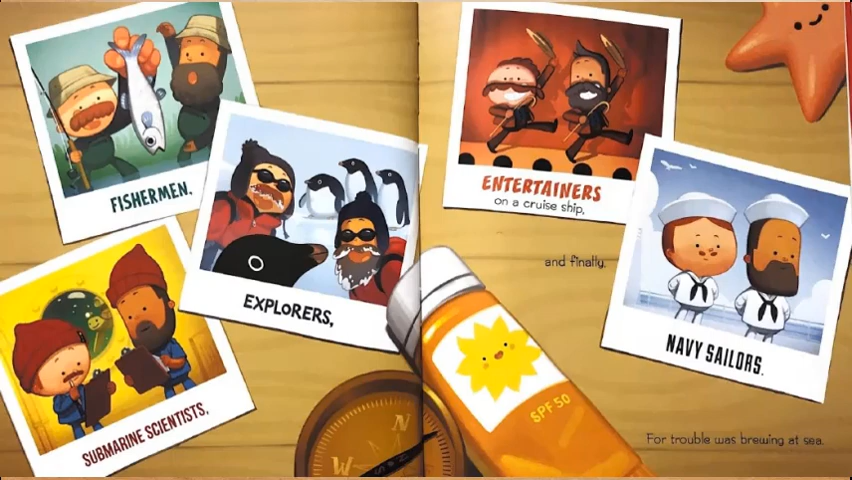 FISHERMEN,
EXPLORERS,
SUBMARINE SCIENTISTS,
ENTERTAINERS
on a cruise ship,
and finally,
NAVY SAILORS.
SPF 50
N
W
For trouble was brewing at sea.